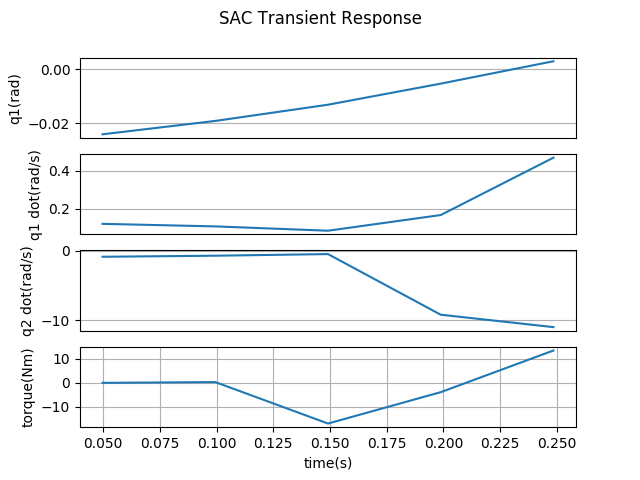 SAC Transient Response
0.00
−0.02
q1(rad)
0.4
0.2
q1 dot(rad/s)
0
−10
q2 dot(rad/s)
10
0
−10
torque(Nm)
0.050 0.075 0.100 0.125 0.150 0.175 0.200 0.225 0.250
time(s)